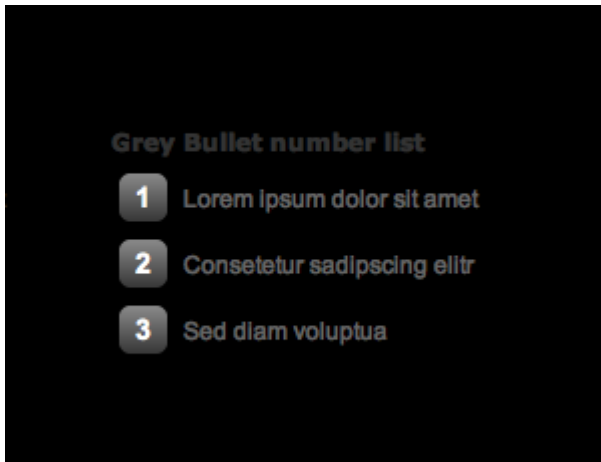 Grey Bullet number list
1 Lorem ipsum dolor sit amet
2 Consetetur sadipscing elitr
3 Sed diam voluptua